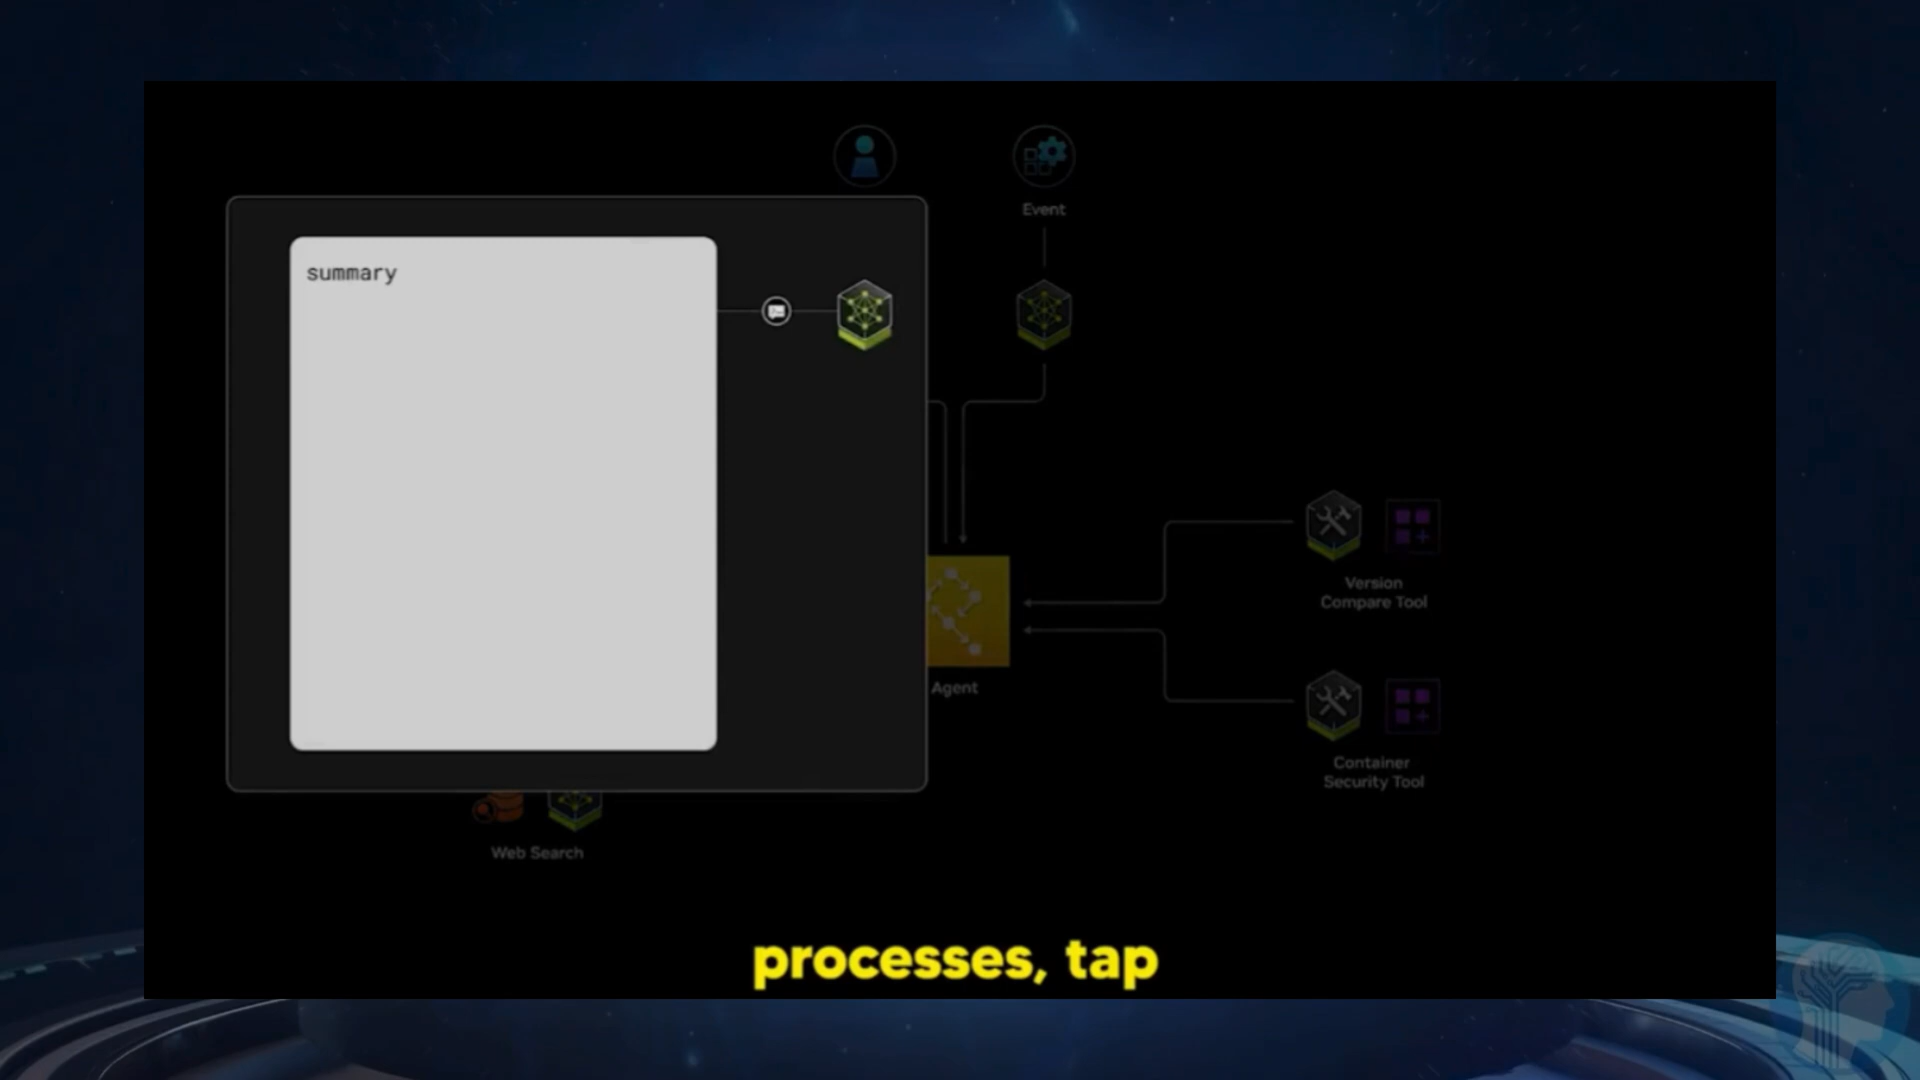 Event
summary
Version
Compare Tool
Agent
Container
Security Tool
Web Search
processes, tap